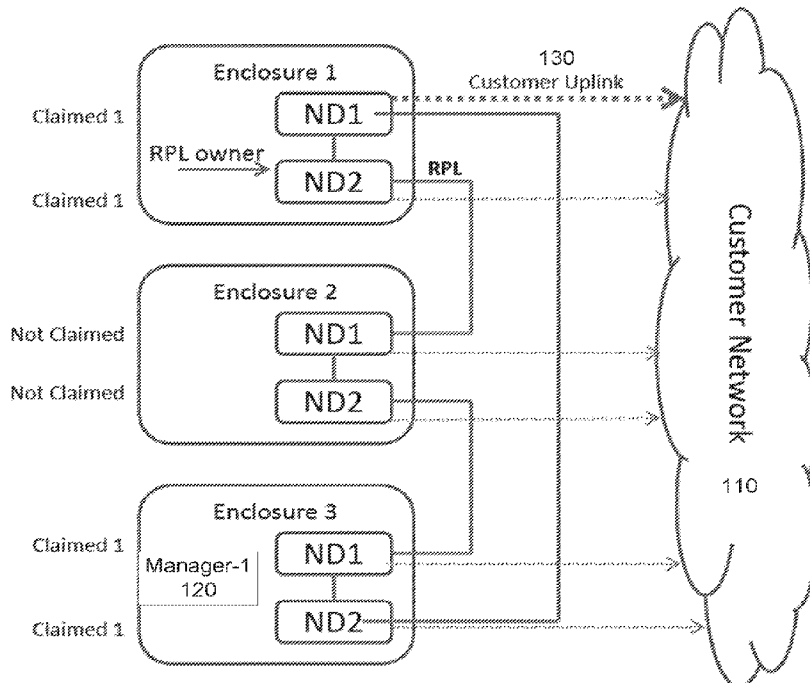 130
Customer Uplink
Enclosure 1
Claimed 1
ND1
RPL owner
ND2
RPL
Claimed 1
Enclosure 2
Not Claimed
ND1
Not Claimed
ND2
Enclosure 3
Claimed 1
ND1
Manager-1
120
Claimed 1
ND2
Customer Network
110